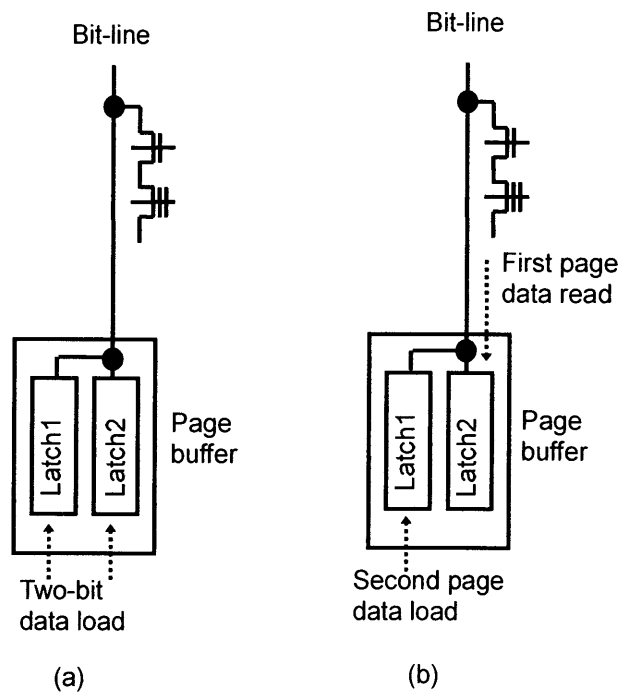 Bit-line
Latch1
Latch2
Page
buffer
Two-bit
data load
(a)
Bit-line
First page
data read
Latch1
Latch2
Page
buffer
Second page
data load
(b)